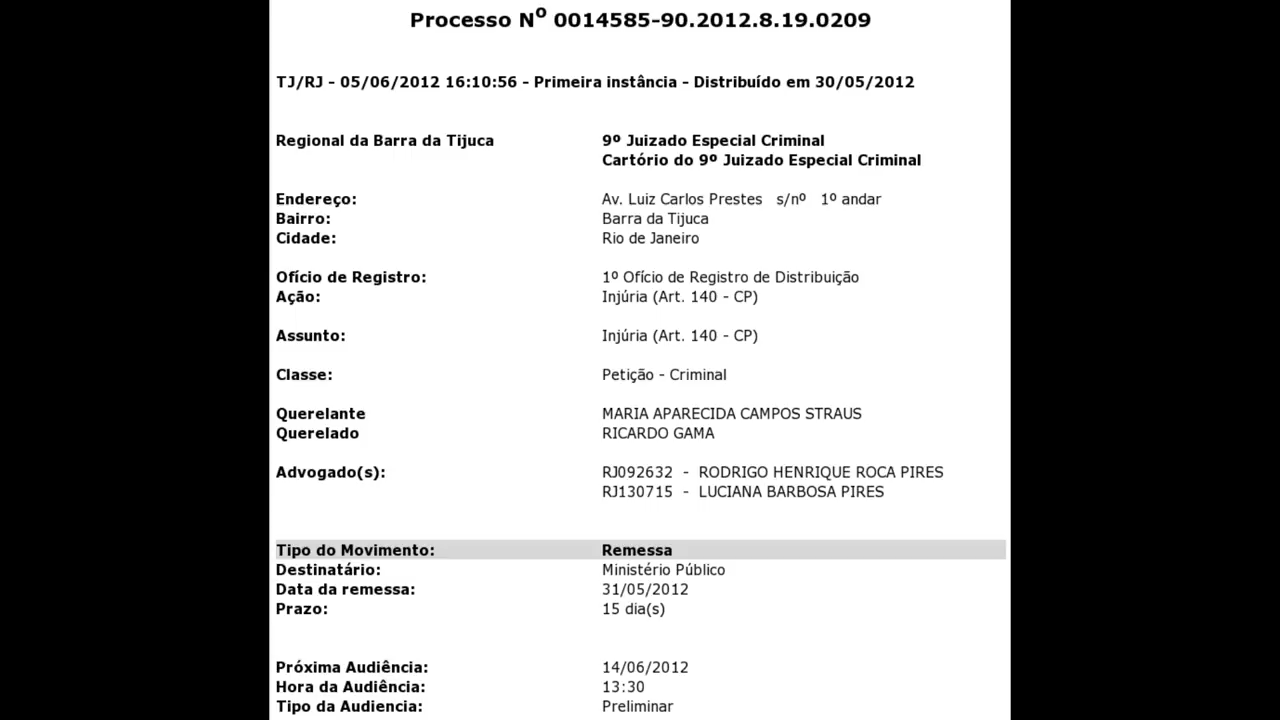 Processo Nº 0014585-90.2012.8.19.0209
TJ/RJ - 05/06/2012 16:10:56 - Primeira instância - Distribuído em 30/05/2012
Regional da Barra da Tijuca 9º Juizado Especial Criminal
Cartório do 9º Juizado Especial Criminal
Endereço: Av. Luiz Carlos Prestes s/nº 1º andar
Bairro: Barra da Tijuca
Cidade: Rio de Janeiro
Ofício de Registro: 1º Ofício de Registro de Distribuição
Ação: Injúria (Art. 140 - CP)
Assunto: Injúria (Art. 140 - CP)
Classe: Petição - Criminal
Querelante MARIA APARECIDA CAMPOS STRAUS
Querelado RICARDO GAMA
Advogado(s): RJ092632 - RODRIGO HENRIQUE ROCA PIRES
RJ130715 - LUCIANA BARBOSA PIRES
Tipo do Movimento: Remessa
Destinatário: Ministério Público
Data da remessa: 31/05/2012
Prazo: 15 dia(s)
Próxima Audiência: 14/06/2012
Hora da Audiência: 13:30
Tipo da Audiencia: Preliminar